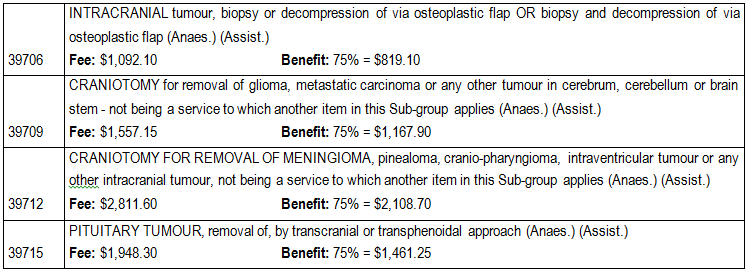 INTRACRANIAL tumour, biopsy or decompression of via osteoplastic flap OR biopsy and decompression of via
osteoplastic flap (Anaes.) (Assist.)
39706 Fee: $1,092.10 Benefit: 75% = $819.10
CRANIOTOMY for removal of glioma, metastatic carcinoma or any other tumour in cerebrum, cerebellum or brain
stem - not being a service to which another item in this Sub-group applies (Anaes.) (Assist.)
39709 Fee: $1,557.15 Benefit: 75% = $1,167.90
CRANIOTOMY FOR REMOVAL OF MENINGIOMA, pinealoma, cranio-pharyngioma, intraventricular tumour or any
other intracranial tumour, not being a service to which another item in this Sub-group applies (Anaes.) (Assist.)
39712 Fee: $2,811.60 Benefit: 75% = $2,108.70
PITUITARY TUMOUR, removal of, by transcranial or transphenoidal approach (Anaes.) (Assist.)
39715 Fee: $1,948.30 Benefit: 75% = $1,461.25